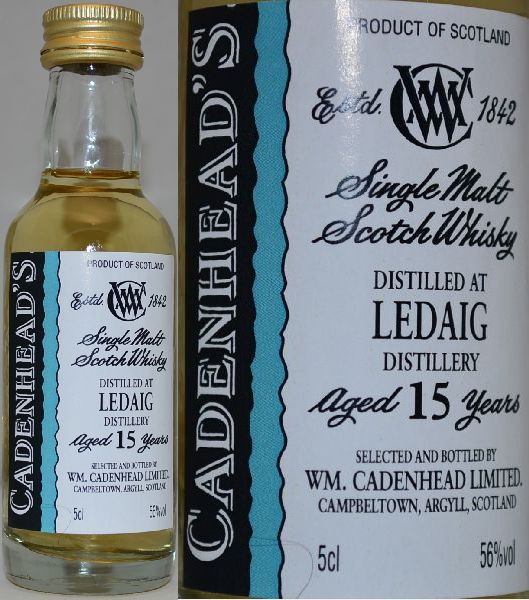 CADENHEAD'S
PRODUCT OF SCOTLAND
Estd. WMC 1842
Single Malt
Scotch Whisky
DISTILLED AT
LEDAIG
DISTILLERY
Aged 15 Years
SELECTED AND BOTTLED BY
WM. CADENHEAD LIMITED.
CAMPBELTOWN, ARGYLL, SCOTLAND
5cl 55%vol
CADENHEAD'S
PRODUCT OF SCOTLAND
Estd. WMC 1842
Single Malt
Scotch Whisky
DISTILLED AT
LEDAIG
DISTILLERY
Aged 15 Years
SELECTED AND BOTTLED BY
WM. CADENHEAD LIMITED.
CAMPBELTOWN, ARGYLL, SCOTLAND
5cl 56%vol